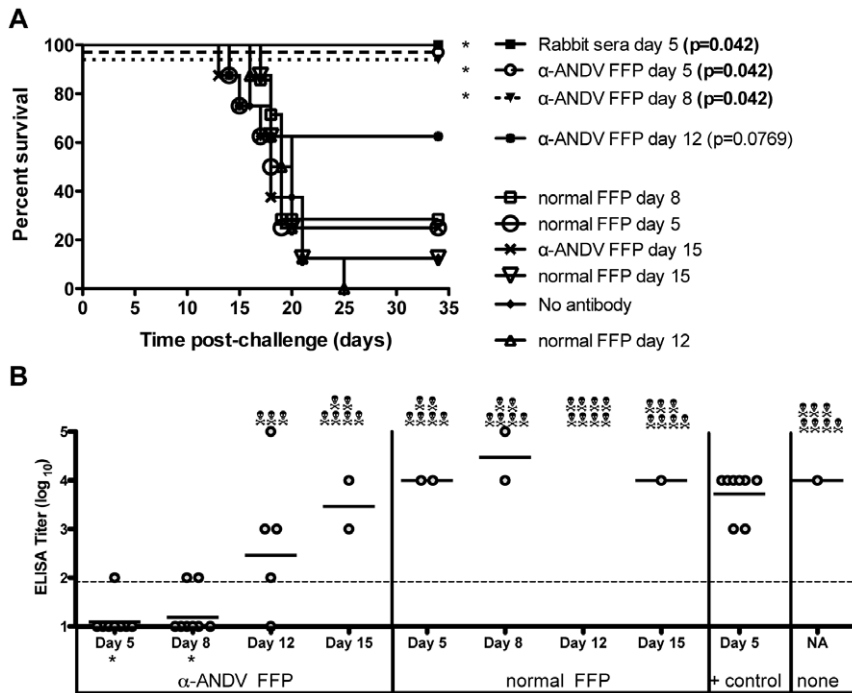 A
Percent survival
100
80
60
40
20
0
0 5 10 15 20 25 30 35
Time post-challenge (days)
* Rabbit sera day 5 (p=0.042)
* α-ANDV FFP day 5 (p=0.042)
* α-ANDV FFP day 8 (p=0.042)
α-ANDV FFP day 12 (p=0.0769)
normal FFP day 8
normal FFP day 5
α-ANDV FFP day 15
normal FFP day 15
No antibody
normal FFP day 12
B
ELISA Titer (log 10)
5
4
3
2
1
Day 5 Day 8 Day 12 Day 15 Day 5 Day 8 Day 12 Day 15 Day 5 NA
* *
α-ANDV FFP normal FFP + control none